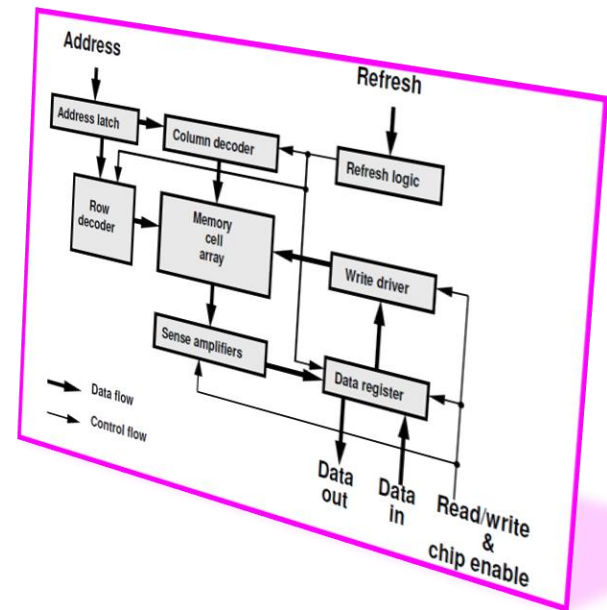 Address
Refresh
Address latch
Column decoder
Refresh logic
Row
decoder
Memory
cell
array
Write driver
Sense amplifiers
Data register
Data flow
Control flow
Data
out
Data
in
Read/write
&
chip enable